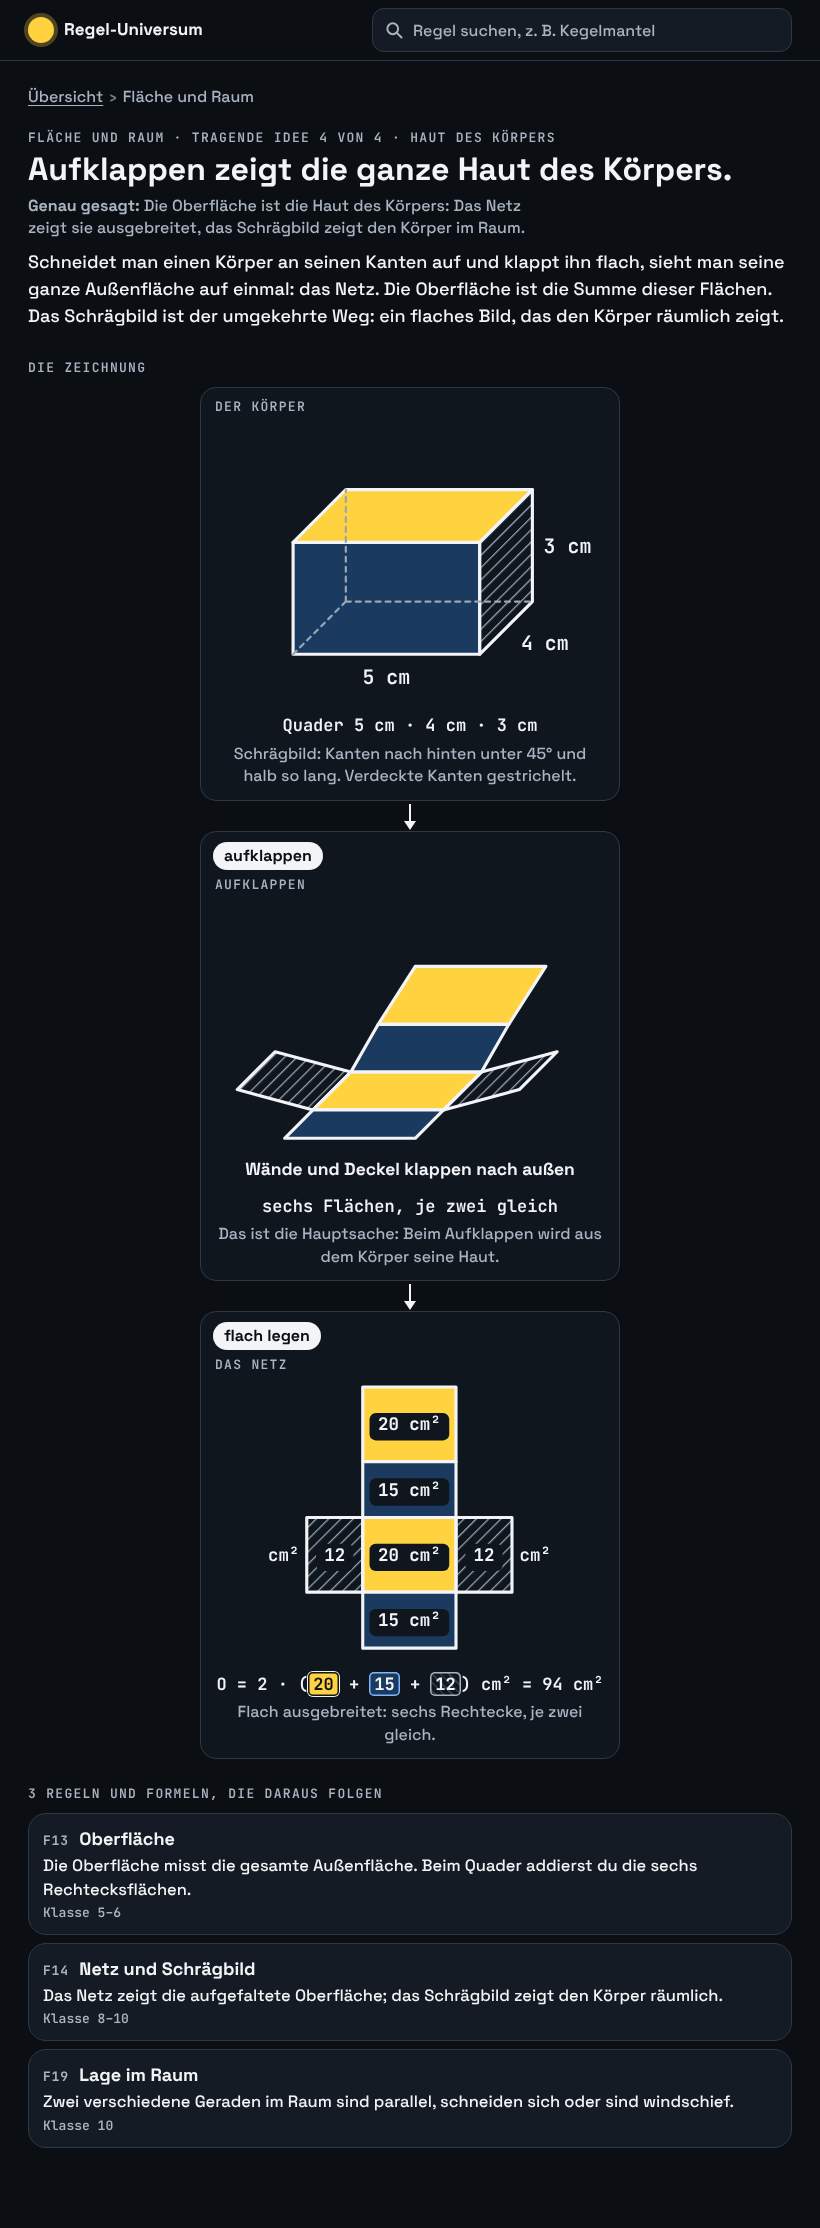 Regel-Universum
Regel suchen, z. B. Kegelmantel
Übersicht › Fläche und Raum
FLÄCHE UND RAUM · TRAGENDE IDEE 4 VON 4 · HAUT DES KÖRPERS
Aufklappen zeigt die ganze Haut des Körpers.
Genau gesagt: Die Oberfläche ist die Haut des Körpers: Das Netz
zeigt sie ausgebreitet, das Schrägbild zeigt den Körper im Raum.
Schneidet man einen Körper an seinen Kanten auf und klappt ihn flach, sieht man seine
ganze Außenfläche auf einmal: das Netz. Die Oberfläche ist die Summe dieser Flächen.
Das Schrägbild ist der umgekehrte Weg: ein flaches Bild, das den Körper räumlich zeigt.
DIE ZEICHNUNG
DER KÖRPER
3 cm
4 cm
5 cm
Quader 5 cm · 4 cm · 3 cm
Schrägbild: Kanten nach hinten unter 45° und
halb so lang. Verdeckte Kanten gestrichelt.
aufklappen
AUFKLAPPEN
Wände und Deckel klappen nach außen
sechs Flächen, je zwei gleich
Das ist die Hauptsache: Beim Aufklappen wird aus
dem Körper seine Haut.
flach legen
DAS NETZ
20 cm²
15 cm²
cm² 12 20 cm² 12 cm²
15 cm²
O = 2 · (20 + 15 + 12) cm² = 94 cm²
Flach ausgebreitet: sechs Rechtecke, je zwei
gleich.
3 REGELN UND FORMELN, DIE DARAUS FOLGEN
F13 Oberfläche
Die Oberfläche misst die gesamte Außenfläche. Beim Quader addierst du die sechs
Rechtecksflächen.
Klasse 5–6
F14 Netz und Schrägbild
Das Netz zeigt die aufgefaltete Oberfläche; das Schrägbild zeigt den Körper räumlich.
Klasse 8–10
F19 Lage im Raum
Zwei verschiedene Geraden im Raum sind parallel, schneiden sich oder sind windschief.
Klasse 10